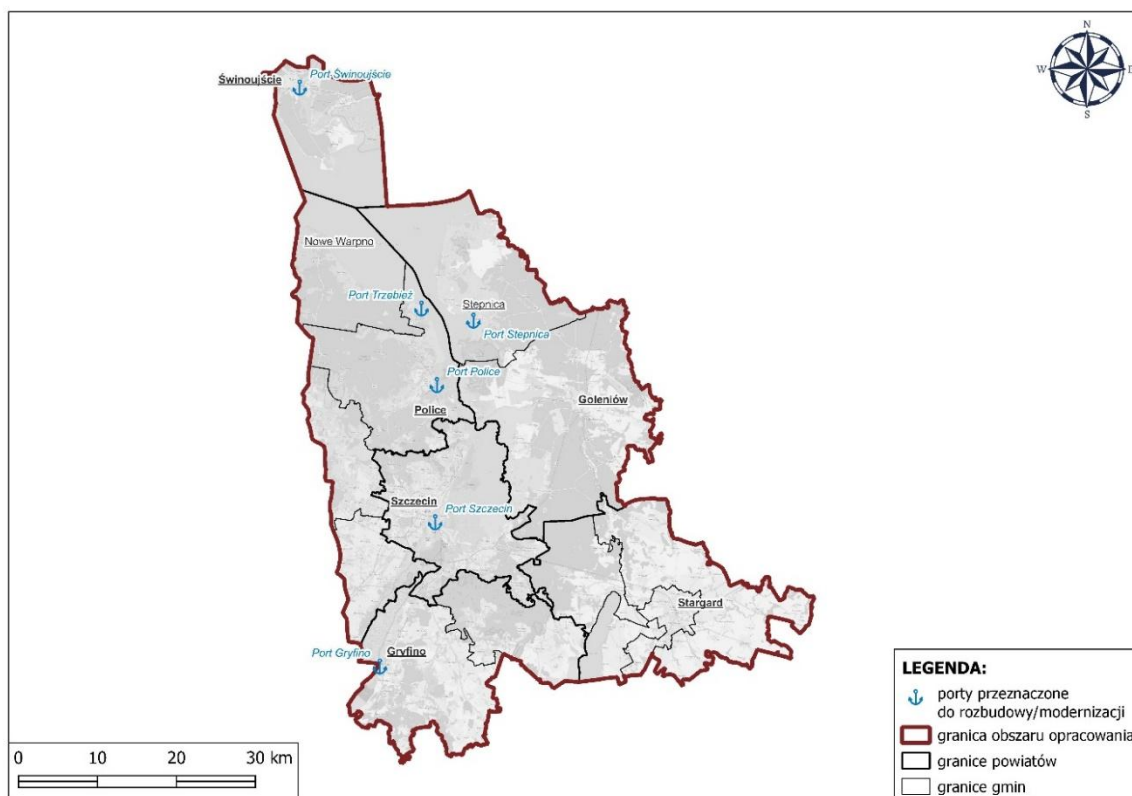 N
W
E
S
Świnoujście
Port Świnoujście
Nowe Warpno
Port Trzebież
Stepnica
Port Stepnica
Port Police
Police
Goleniów
Szczecin
Port Szczecin
Stargard
Port Gryfino
Gryfino
LEGENDA:
porty przeznaczone
do rozbudowy/modernizacji
granica obszaru opracowania
granice powiatów
granice gmin
0 10 20 30 km